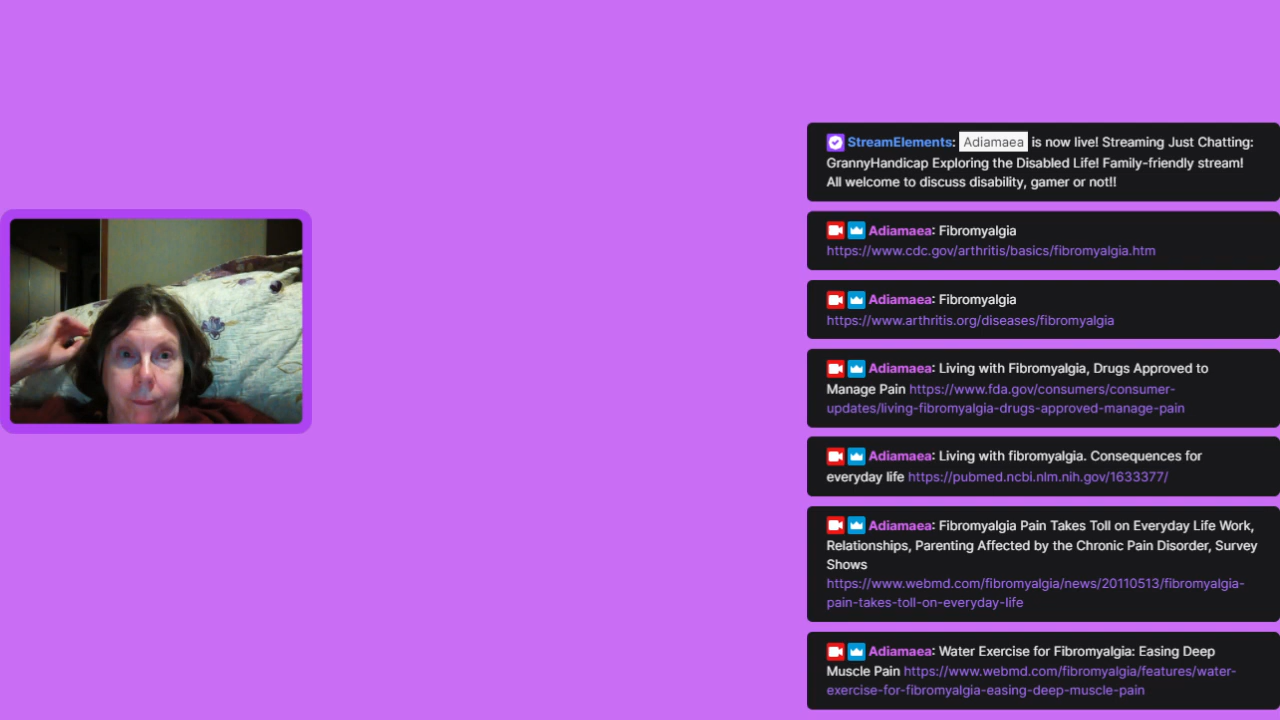 StreamElements: Adiamaea is now live! Streaming Just Chatting:
GrannyHandicap Exploring the Disabled Life! Family-friendly stream!
All welcome to discuss disability, gamer or not!!
Adiamaea: Fibromyalgia
https://www.cdc.gov/arthritis/basics/fibromyalgia.htm
Adiamaea: Fibromyalgia
https://www.arthritis.org/diseases/fibromyalgia
Adiamaea: Living with Fibromyalgia, Drugs Approved to
Manage Pain https://www.fda.gov/consumers/consumer-
updates/living-fibromyalgia-drugs-approved-manage-pain
Adiamaea: Living with fibromyalgia. Consequences for
everyday life https://pubmed.ncbi.nlm.nih.gov/1633377/
Adiamaea: Fibromyalgia Pain Takes Toll on Everyday Life Work,
Relationships, Parenting Affected by the Chronic Pain Disorder, Survey
Shows
https://www.webmd.com/fibromyalgia/news/20110513/fibromyalgia-
pain-takes-toll-on-everyday-life
Adiamaea: Water Exercise for Fibromyalgia: Easing Deep
Muscle Pain https://www.webmd.com/fibromyalgia/features/water-
exercise-for-fibromyalgia-easing-deep-muscle-pain